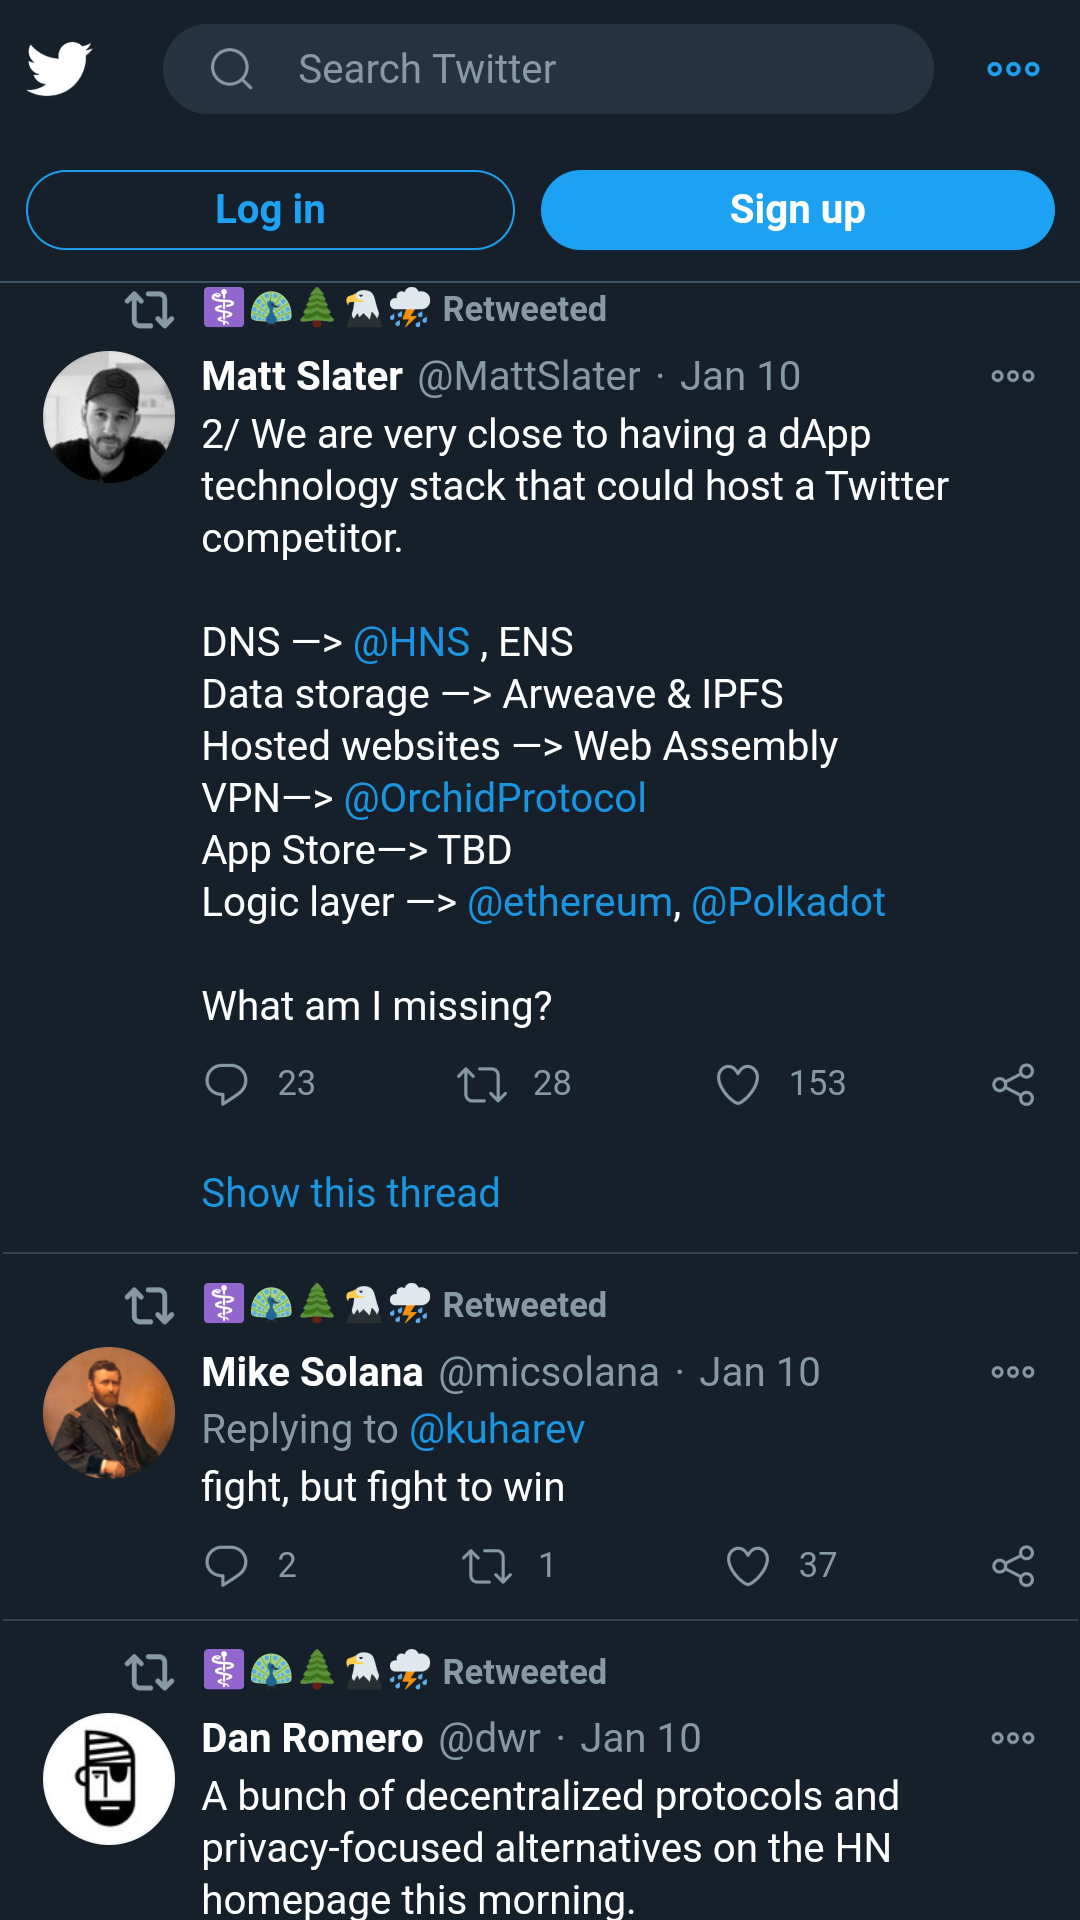 Search Twitter
Log in
Sign up
⚕️🦚🌲🦅⛈️ Retweeted
Matt Slater @MattSlater · Jan 10
2/ We are very close to having a dApp
technology stack that could host a Twitter
competitor.
DNS —> @HNS , ENS
Data storage —> Arweave & IPFS
Hosted websites —> Web Assembly
VPN—> @OrchidProtocol
App Store—> TBD
Logic layer —> @ethereum, @Polkadot
What am I missing?
23 28 153
Show this thread
⚕️🦚🌲🦅⛈️ Retweeted
Mike Solana @micsolana · Jan 10
Replying to @kuharev
fight, but fight to win
2 1 37
⚕️🦚🌲🦅⛈️ Retweeted
Dan Romero @dwr · Jan 10
A bunch of decentralized protocols and
privacy-focused alternatives on the HN
homepage this morning.